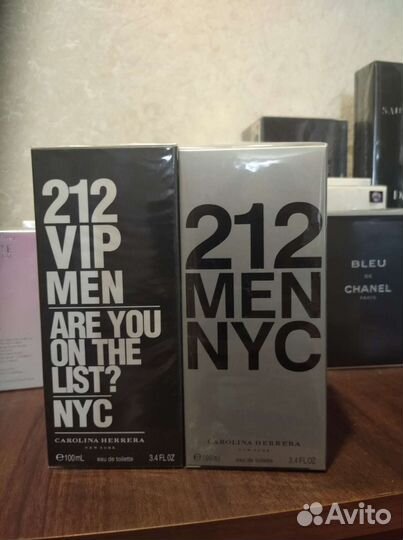 212
VIP
MEN
ARE YOU
ON THE
LIST?
NYC
CAROLINA HERRERA
NEW YORK
℮100mL eau de toilette 3.4 FL.OZ
212
MEN
NYC
CAROLINA HERRERA
NEW YORK
℮100ml eau de toilette 3.4 FL.OZ
BLEU
DE
CHANEL
PARIS
Avito